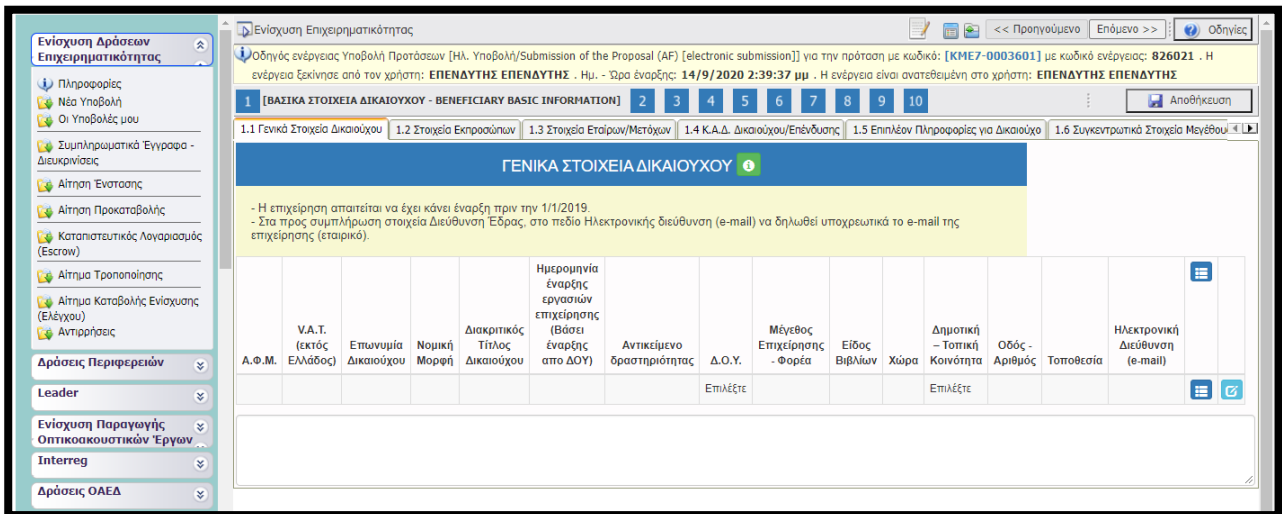 Ενίσχυση Δράσεων
Επιχειρηματικότητας
Πληροφορίες
Νέα Υποβολή
Οι Υποβολές μου
Συμπληρωματικά Έγγραφα -
Διευκρινίσεις
Αίτηση Ένστασης
Αίτηση Προκαταβολής
Καταπιστευτικός Λογαριασμός
(Escrow)
Αίτημα Τροποποίησης
Αίτημα Καταβολής Ενίσχυσης
(Ελέγχου)
Αντιρρήσεις
Δράσεις Περιφερειών
Leader
Ενίσχυση Παραγωγής
Οπτικοακουστικών Έργων
Interreg
Δράσεις ΟΑΕΔ
Ενίσχυση Επιχειρηματικότητας
<< Προηγούμενο Επόμενο >> Οδηγίες
Οδηγός ενέργειας Υποβολή Προτάσεων [Ηλ. Υποβολή/Submission of the Proposal (AF) [electronic submission]] για την πρόταση με κωδικό: [ΚΜΕ7-0003601] με κωδικό ενέργειας: 826021 . Η
ενέργεια ξεκίνησε από τον χρήστη: ΕΠΕΝΔΥΤΗΣ ΕΠΕΝΔΥΤΗΣ . Ημ. - Ώρα έναρξης: 14/9/2020 2:39:37 μμ . Η ενέργεια είναι ανατεθειμένη στο χρήστη: ΕΠΕΝΔΥΤΗΣ ΕΠΕΝΔΥΤΗΣ
1 [ΒΑΣΙΚΑ ΣΤΟΙΧΕΙΑ ΔΙΚΑΙΟΥΧΟΥ - BENEFICIARY BASIC INFORMATION] 2 3 4 5 6 7 8 9 10 Αποθήκευση
1.1 Γενικά Στοιχεία Δικαιούχου 1.2 Στοιχεία Εκπροσώπων 1.3 Στοιχεία Εταίρων/Μετόχων 1.4 Κ.Α.Δ. Δικαιούχου/Επένδυσης 1.5 Επιπλέον Πληροφορίες για Δικαιούχο 1.6 Συγκεντρωτικά Στοιχεία Μεγέθου
ΓΕΝΙΚΑ ΣΤΟΙΧΕΙΑ ΔΙΚΑΙΟΥΧΟΥ
- Η επιχείρηση απαιτείται να έχει κάνει έναρξη πριν την 1/1/2019.
- Στα προς συμπλήρωση στοιχεία Διεύθυνση Έδρας, στο πεδίο Ηλεκτρονικής διεύθυνση (e-mail) να δηλωθεί υποχρεωτικά το e-mail της
επιχείρησης (εταιρικό).
Α.Φ.Μ.
V.A.T.
(εκτός
Ελλάδος)
Επωνυμία
Δικαιούχου
Νομική
Μορφή
Διακριτικός
Τίτλος
Δικαιούχου
Ημερομηνία
έναρξης
εργασιών
επιχείρησης
(Βάσει
έναρξης
απο ΔΟΥ)
Αντικείμενο
δραστηριότητας
Δ.Ο.Υ.
Μέγεθος
Επιχείρησης
- Φορέα
Είδος
Βιβλίων
Χώρα
Δημοτική
– Τοπική
Κοινότητα
Οδός -
Αριθμός
Τοποθεσία
Ηλεκτρονική
Διεύθυνση
(e-mail)
Επιλέξτε Επιλέξτε